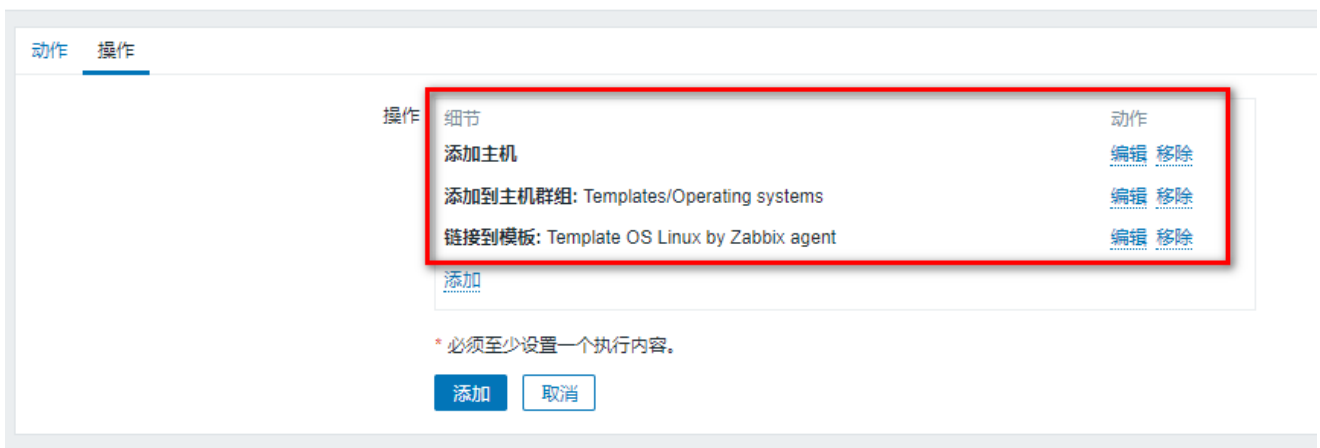 动作 操作
操作 细节 动作
添加主机 编辑 移除
添加到主机群组: Templates/Operating systems 编辑 移除
链接到模板: Template OS Linux by Zabbix agent 编辑 移除
添加
* 必须至少设置一个执行内容。
添加 取消